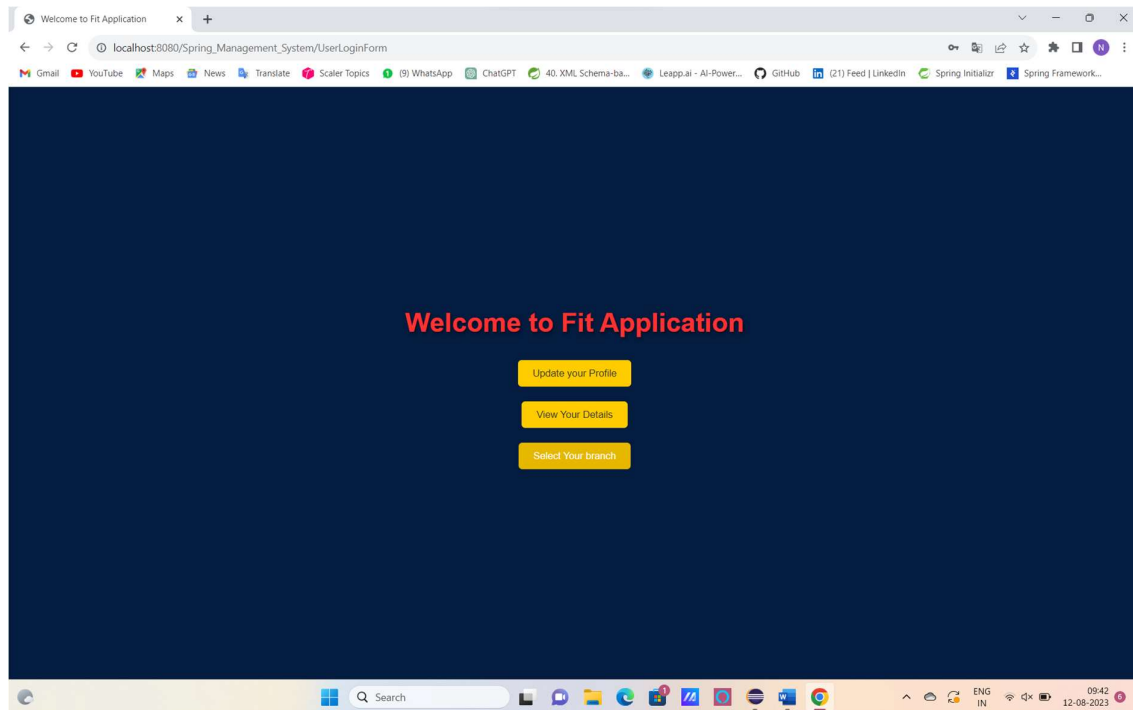 Welcome to Fit Application
localhost:8080/Spring_Management_System/UserLoginForm
N
Gmail YouTube Maps News Translate Scaler Topics (9) WhatsApp ChatGPT 40. XML Schema-ba... Leapp.ai - AI-Power... GitHub (21) Feed | LinkedIn Spring Initializr Spring Framework...
Welcome to Fit Application
Update your Profile
View Your Details
Select Your branch
Search
1
ENG
IN
09:42
12-08-2023
6